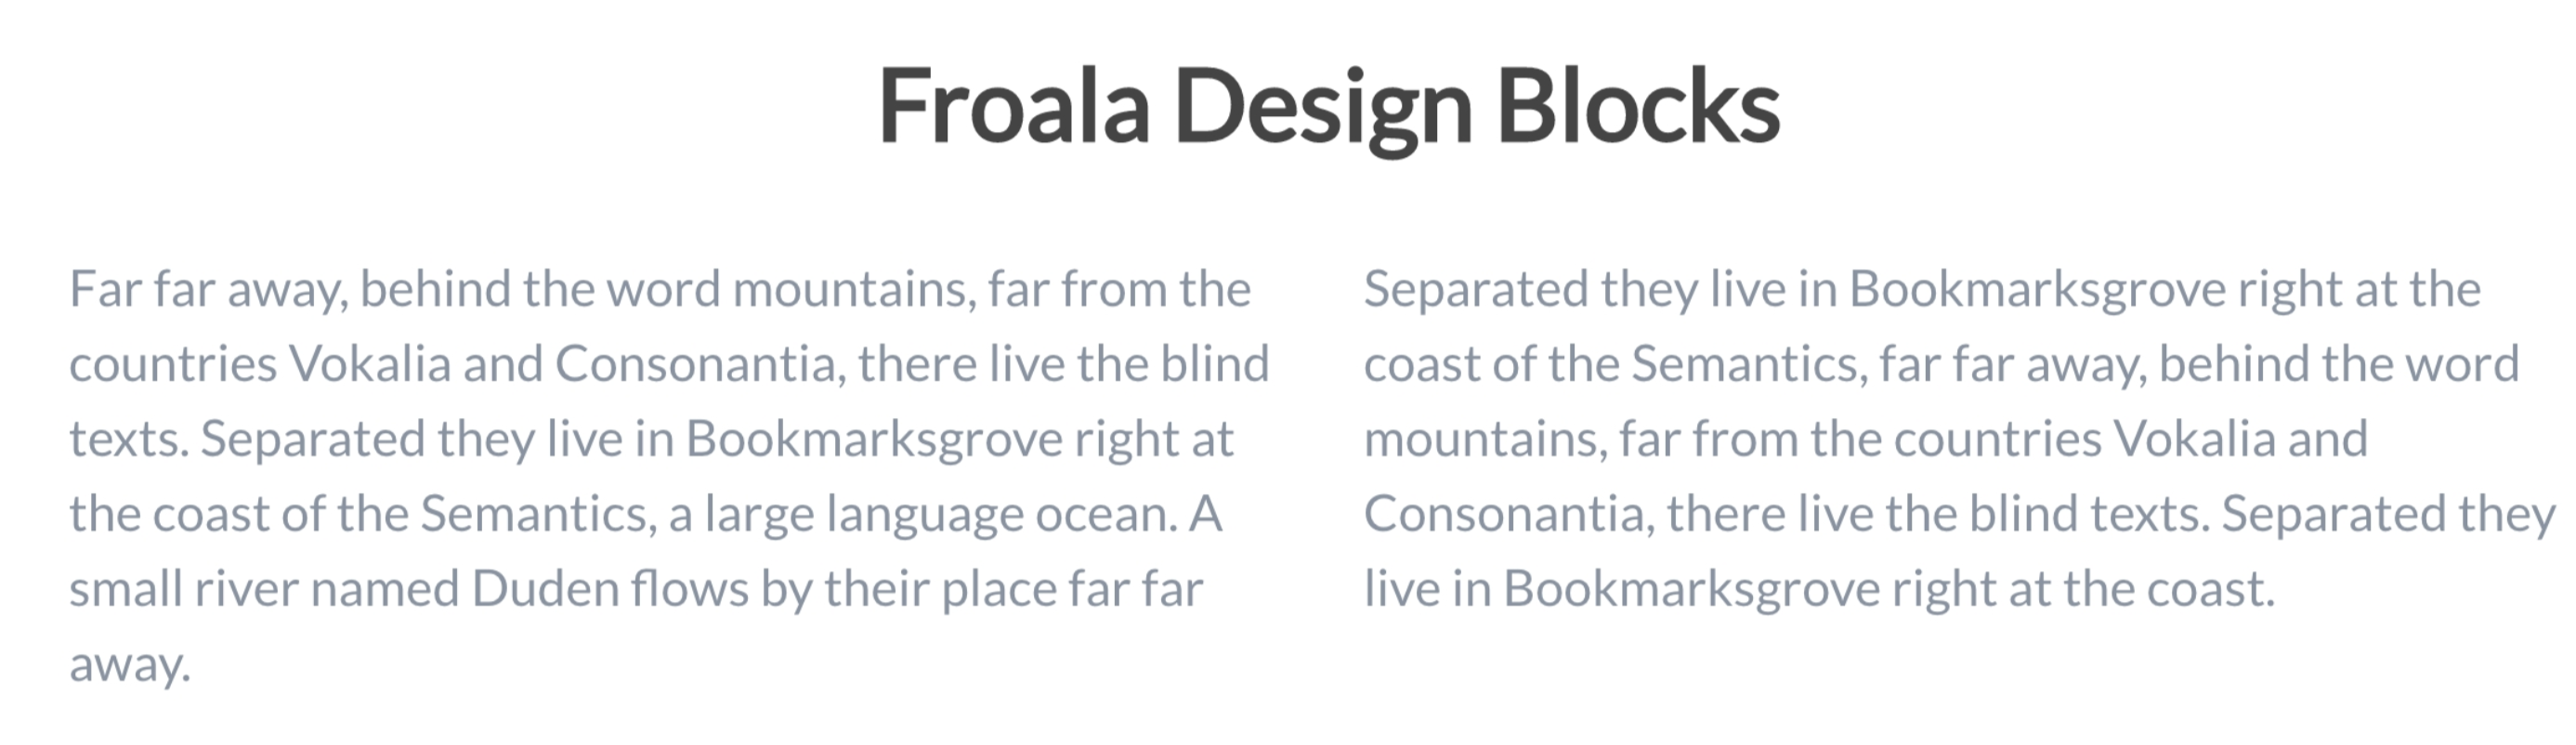 Froala Design Blocks
Far far away, behind the word mountains, far from the
countries Vokalia and Consonantia, there live the blind
texts. Separated they live in Bookmarksgrove right at
the coast of the Semantics, a large language ocean. A
small river named Duden flows by their place far far
away.
Separated they live in Bookmarksgrove right at the
coast of the Semantics, far far away, behind the word
mountains, far from the countries Vokalia and
Consonantia, there live the blind texts. Separated they
live in Bookmarksgrove right at the coast.